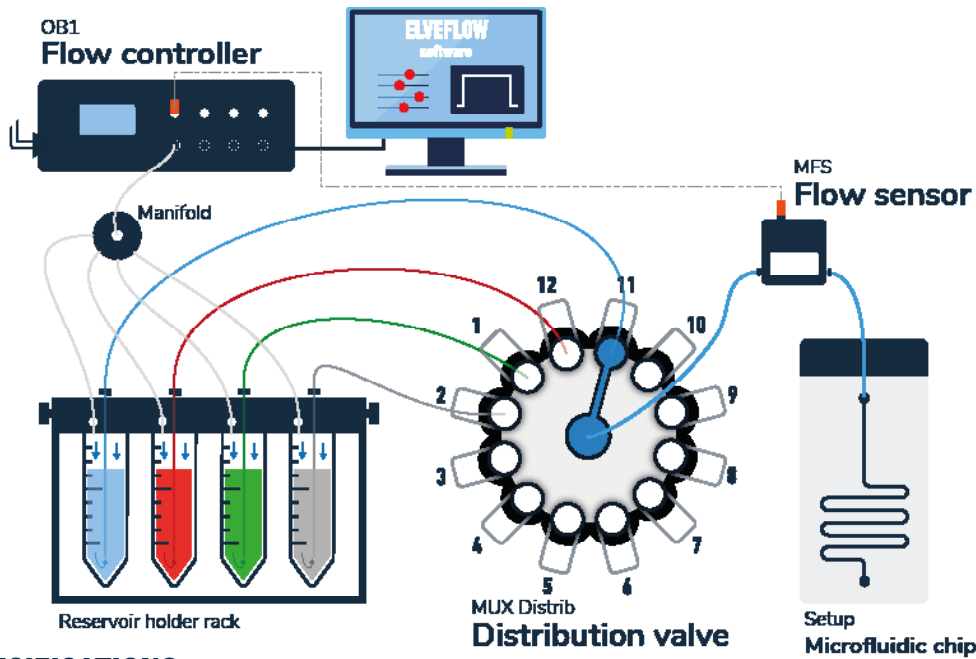 OB1
Flow controller
ELVEFLOW
software
MFS
Flow sensor
Manifold
12
11
1
10
2
9
3
8
4
7
5
6
Reservoir holder rack
MUX Distrib
Distribution valve
Setup
Microfluidic chip